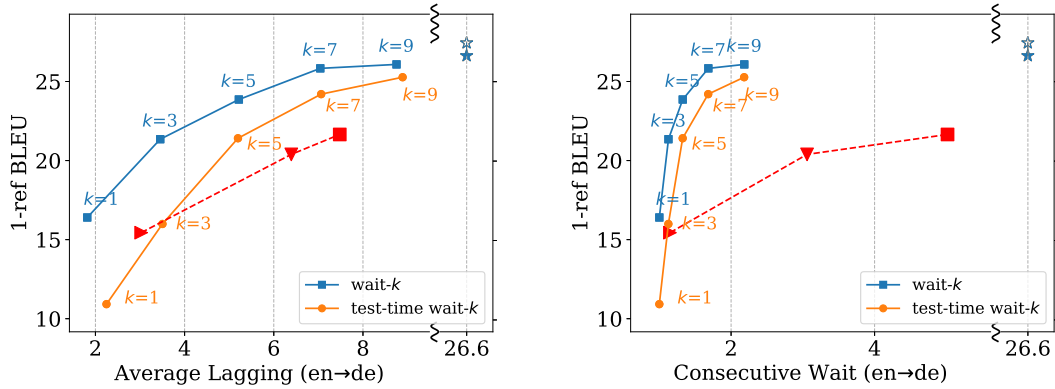 k=1
k=3
k=5
k=7
k=9
k=1
k=3
k=5
k=7
k=9
25
20
15
10
1-ref BLEU
wait-k
test-time wait-k
2 4 6 8 26.6
Average Lagging (en→de)
k=1
k=3
k=5
k=7
k=9
k=1
k=3
k=5
k=7
k=9
25
20
15
10
1-ref BLEU
wait-k
test-time wait-k
2 4 26.6
Consecutive Wait (en→de)